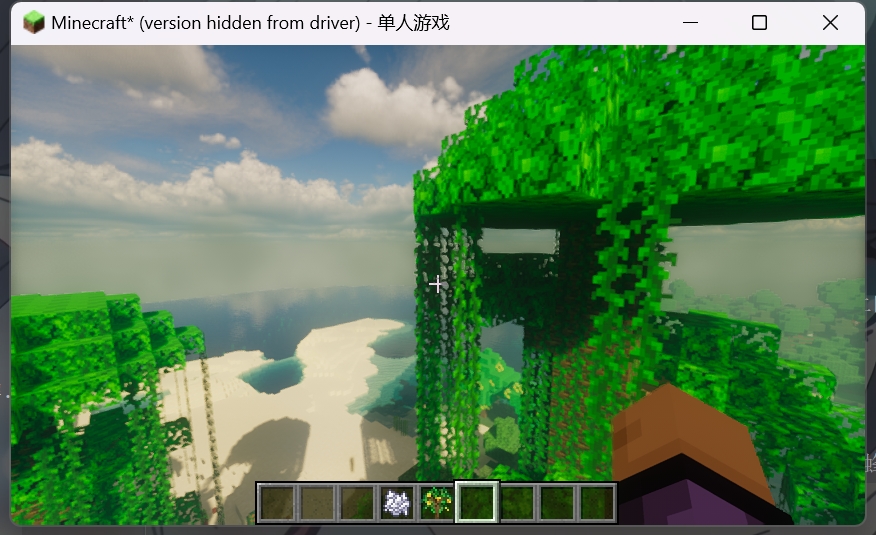 Minecraft* (version hidden from driver) - 单人游戏